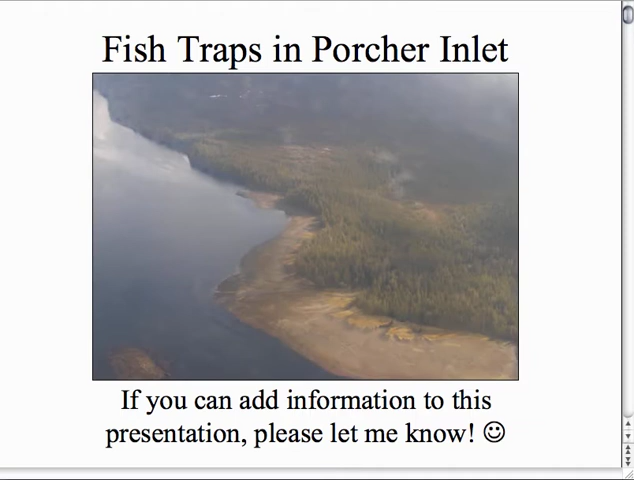 Fish Traps in Porcher Inlet
If you can add information to this
presentation, please let me know! ☺